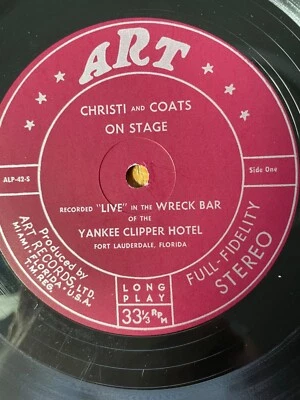 ART
CHRISTI AND COATS
ON STAGE
ALP-42-S
Side One
RECORDED "LIVE" IN THE WRECK BAR
OF THE
YANKEE CLIPPER HOTEL
FORT LAUDERDALE, FLORIDA
Produced by
ART RECORDS, LTD.
MIAMI, FLORIDA, U.S.A.
T.M.REG.
LONG
PLAY
33⅓ RPM
FULL-FIDELITY
STEREO